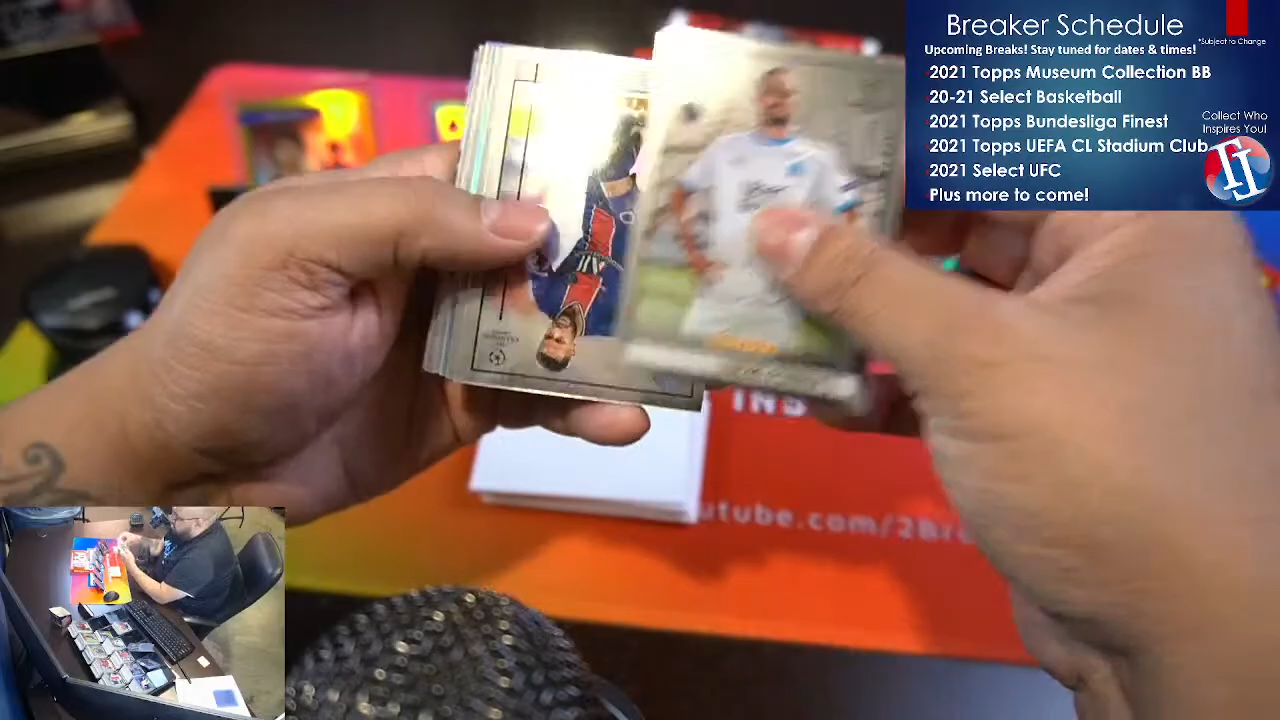 Breaker Schedule
Upcoming Breaks! Stay tuned for dates & times!
*Subject to Change
2021 Topps Museum Collection BB
20-21 Select Basketball
2021 Topps Bundesliga Finest
2021 Topps UEFA CL Stadium Club
2021 Select UFC
Plus more to come!
Collect Who
Inspires You!
INS
utube.com/2Bro